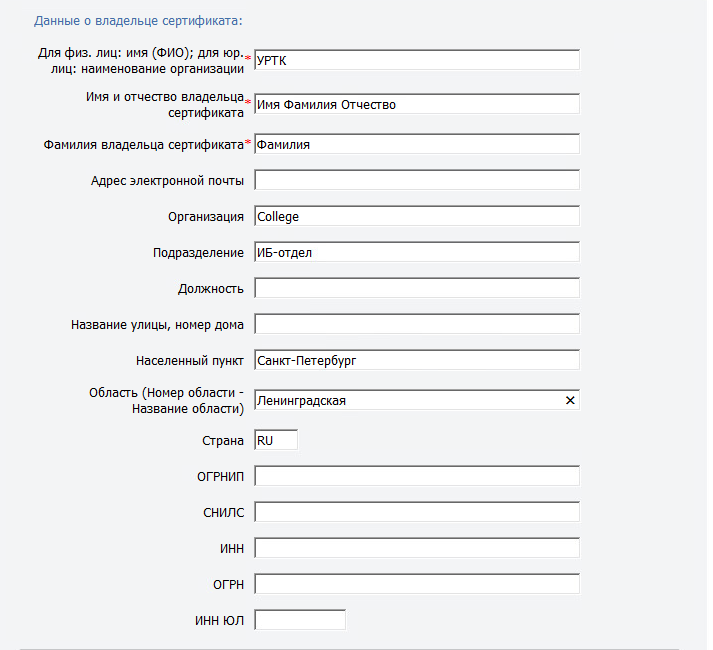 Данные о владельце сертификата:
Для физ. лиц: имя (ФИО); для юр.
лиц: наименование организации* УРТК
Имя и отчество владельца
сертификата* Имя Фамилия Отчество
Фамилия владельца сертификата* Фамилия
Адрес электронной почты
Организация College
Подразделение ИБ-отдел
Должность
Название улицы, номер дома
Населенный пункт Санкт-Петербург
Область (Номер области -
Название области) Ленинградская
Страна RU
ОГРНИП
СНИЛС
ИНН
ОГРН
ИНН ЮЛ